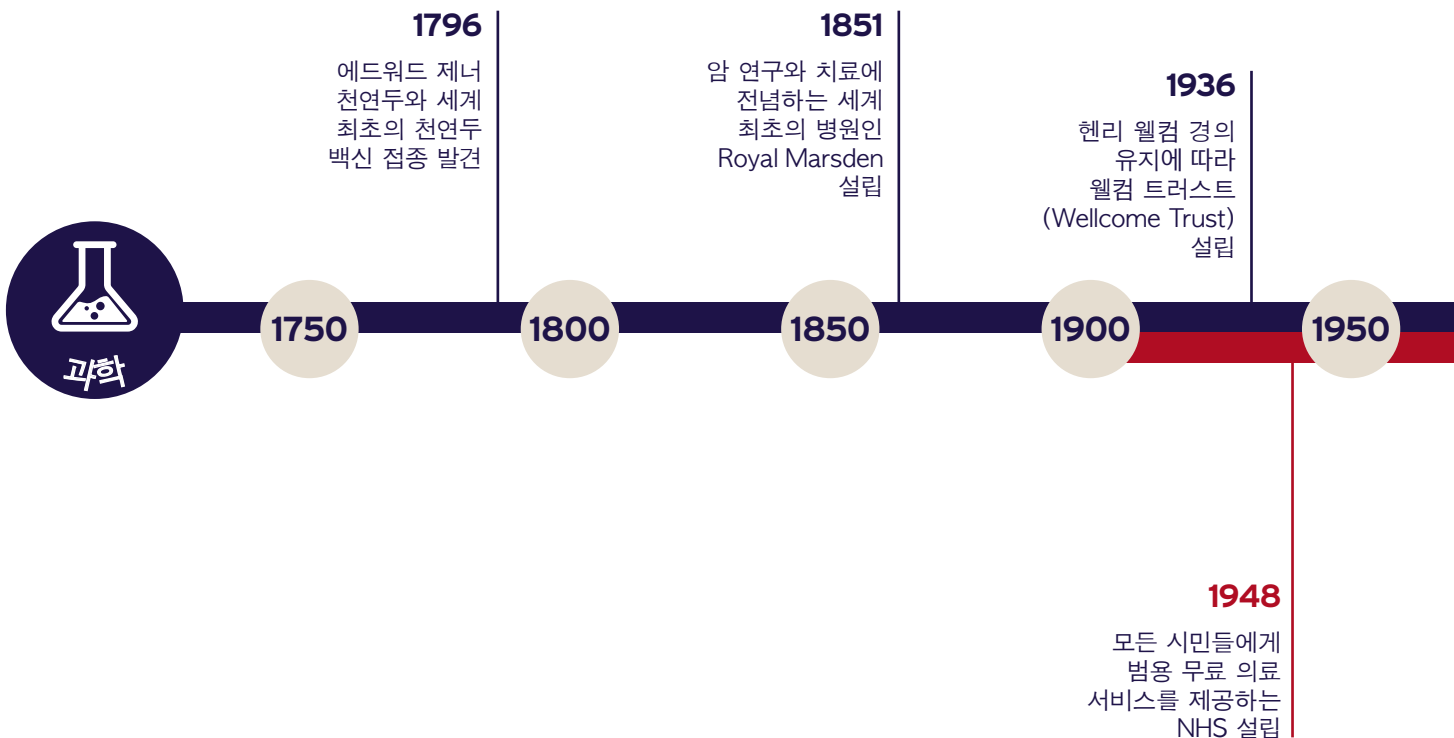 1796
에드워드 제너
천연두와 세계
최초의 천연두
백신 접종 발견
1851
암 연구와 치료에
전념하는 세계
최초의 병원인
Royal Marsden
설립
1936
헨리 웰컴 경의
유지에 따라
웰컴 트러스트
(Wellcome Trust)
설립
과학
1750
1800
1850
1900
1950
1948
모든 시민들에게
범용 무료 의료
서비스를 제공하는
NHS 설립